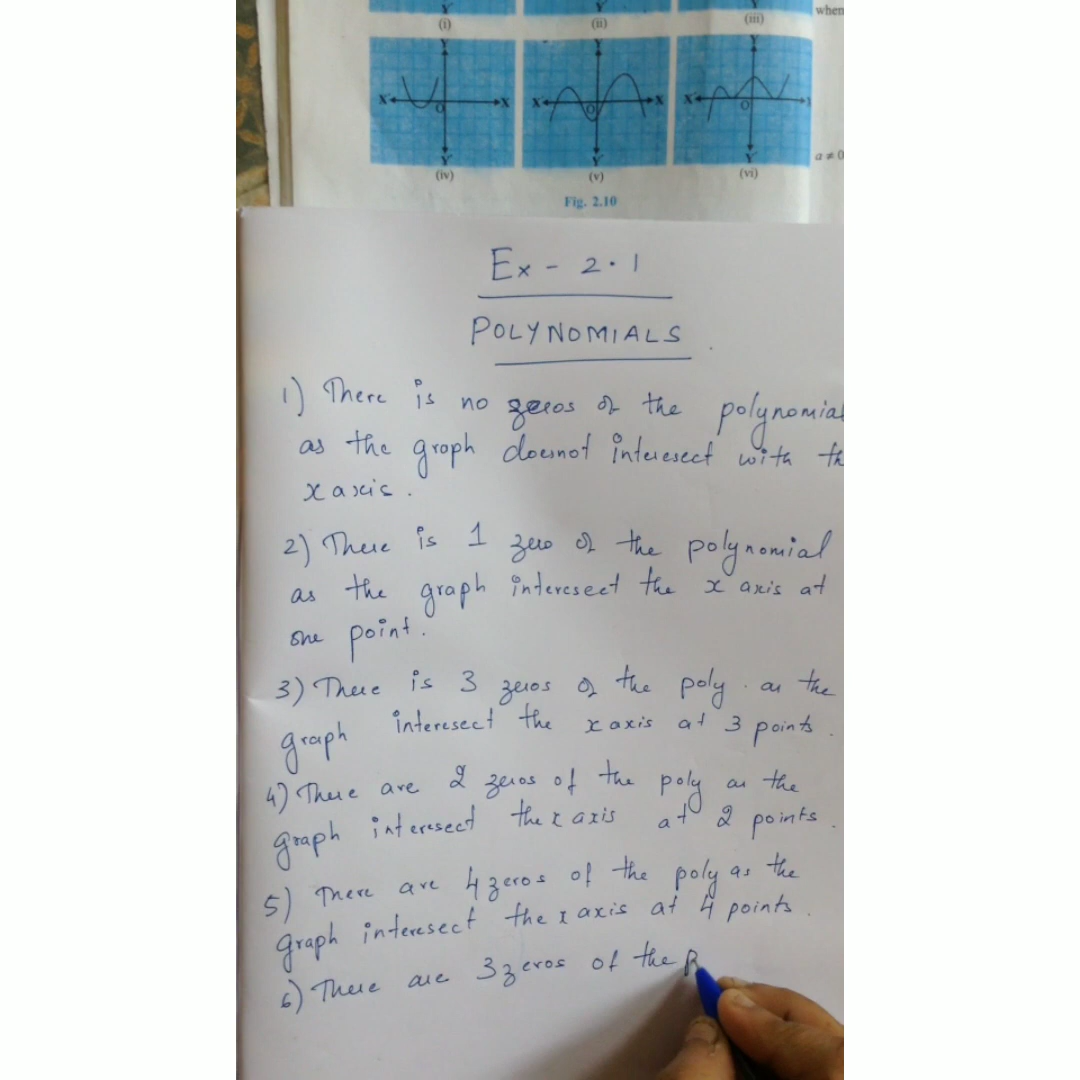 Y' Y' Y' when
(i) (ii) (iii)
Y Y Y
X' O X X' O X X' O
Y' Y' Y' a ≠ 0
(iv) (v) (vi)
Fig. 2.10
Ex - 2.1
POLYNOMIALS
1) There is no zeros of the polynomial
as the graph doesnot interesect with th
x axis.
2) There is 1 zero of the polynomial
as the graph interesect the x axis at
one point.
3) There is 3 zeros of the poly. as the
graph interesect the x axis at 3 points.
4) There are 2 zeros of the poly as the
graph interesect the x axis at 2 points.
5) There are 4 zeros of the poly as the
graph interesect the x axis at 4 points.
6) There are 3 zeros of the P